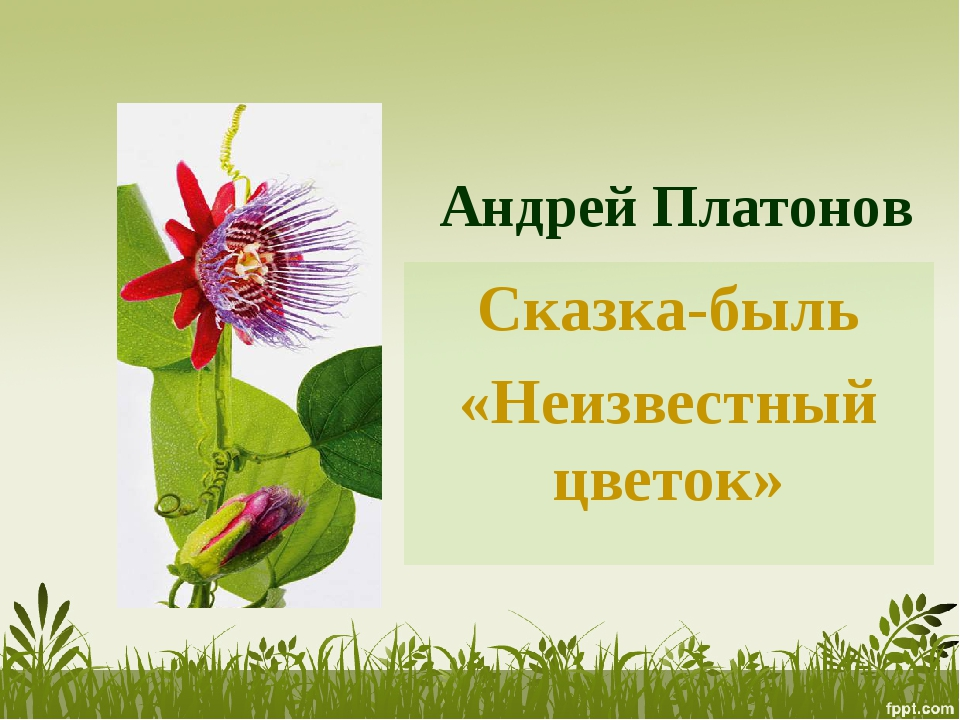 Андрей Платонов
Сказка-быль
«Неизвестный
цветок»
fppt.com